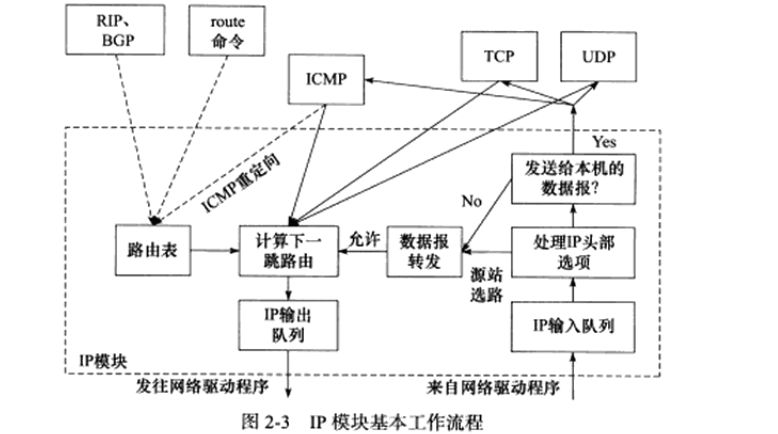 RIP、
BGP
route
命令
ICMP
TCP
UDP
Yes
发送给本机的
数据报?
No
ICMP重定向
路由表
计算下一
跳路由
允许
数据报
转发
源站
选路
处理IP头部
选项
IP输出
队列
IP输入队列
IP模块
发往网络驱动程序
来自网络驱动程序
图 2-3 IP 模块基本工作流程